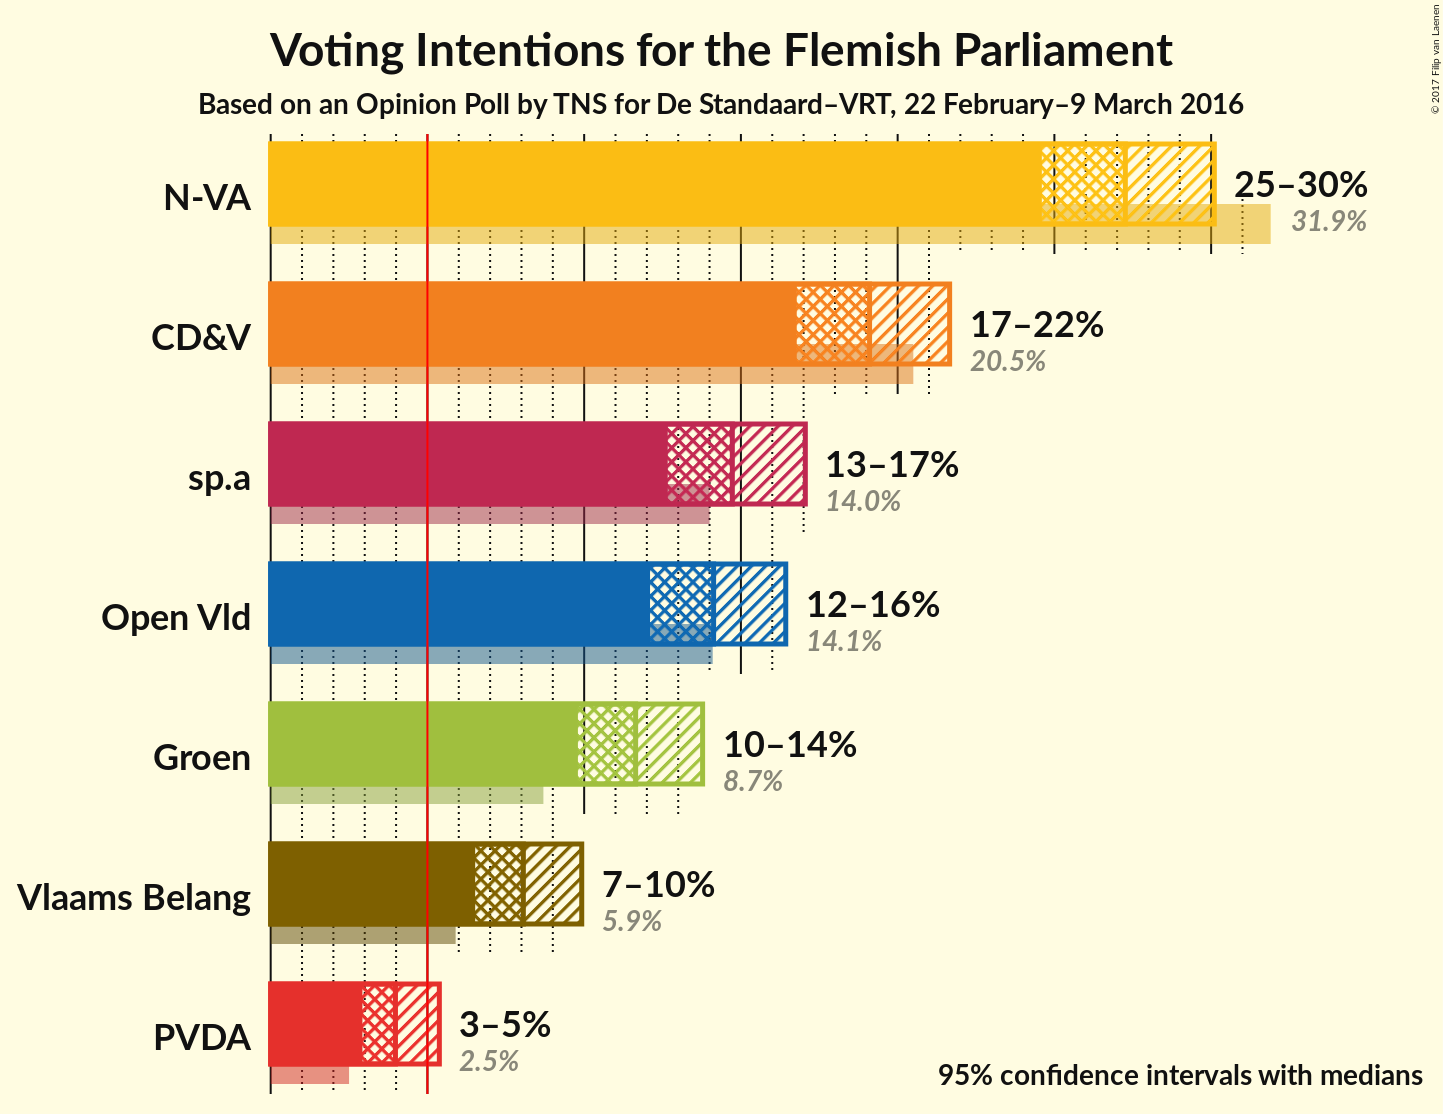 Voting Intentions for the Flemish Parliament
Based on an Opinion Poll by TNS for De Standaard–VRT, 22 February–9 March 2016
© 2017 Filip van Laenen
N-VA
25–30%
31.9%
CD&V
17–22%
20.5%
sp.a
13–17%
14.0%
Open Vld
12–16%
14.1%
Groen
10–14%
8.7%
Vlaams Belang
7–10%
5.9%
PVDA
3–5%
2.5%
95% confidence intervals with medians